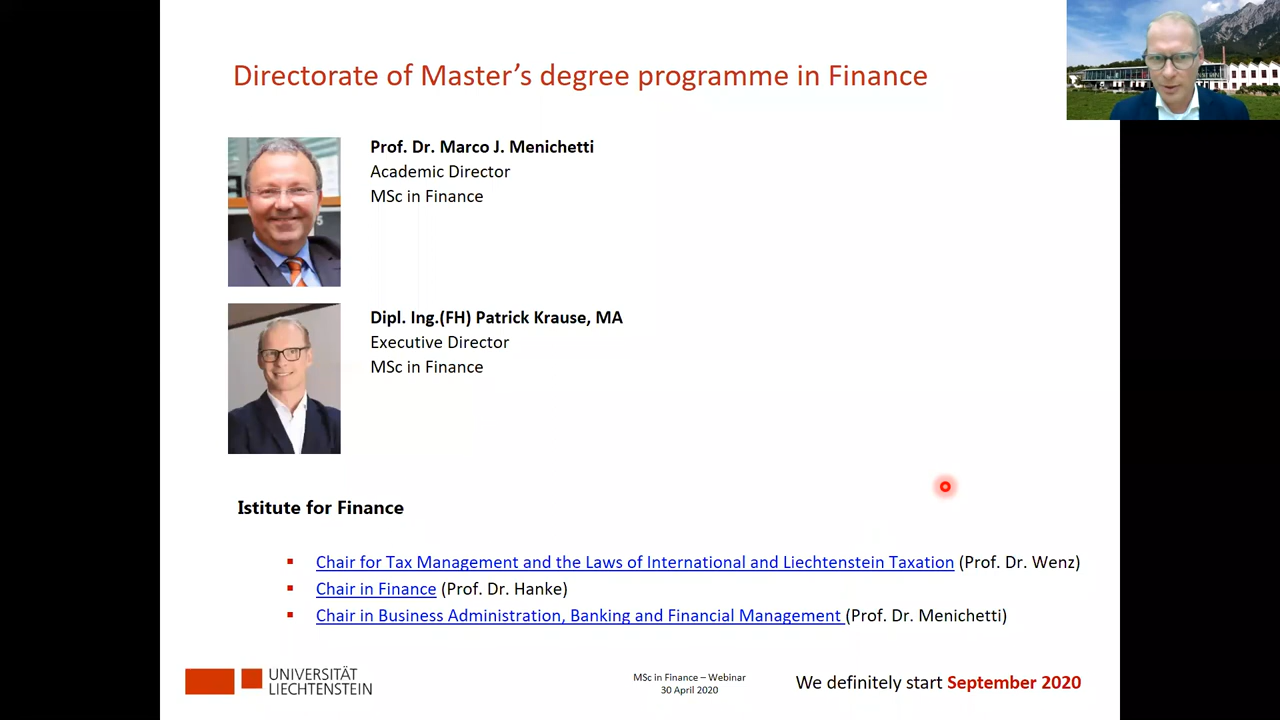 Directorate of Master’s degree programme in Finance
Prof. Dr. Marco J. Menichetti
Academic Director
MSc in Finance
Dipl. Ing.(FH) Patrick Krause, MA
Executive Director
MSc in Finance
Istitute for Finance
▪ Chair for Tax Management and the Laws of International and Liechtenstein Taxation (Prof. Dr. Wenz)
▪ Chair in Finance (Prof. Dr. Hanke)
▪ Chair in Business Administration, Banking and Financial Management (Prof. Dr. Menichetti)
UNIVERSITÄT
LIECHTENSTEIN
MSc in Finance – Webinar
30 April 2020
We definitely start September 2020